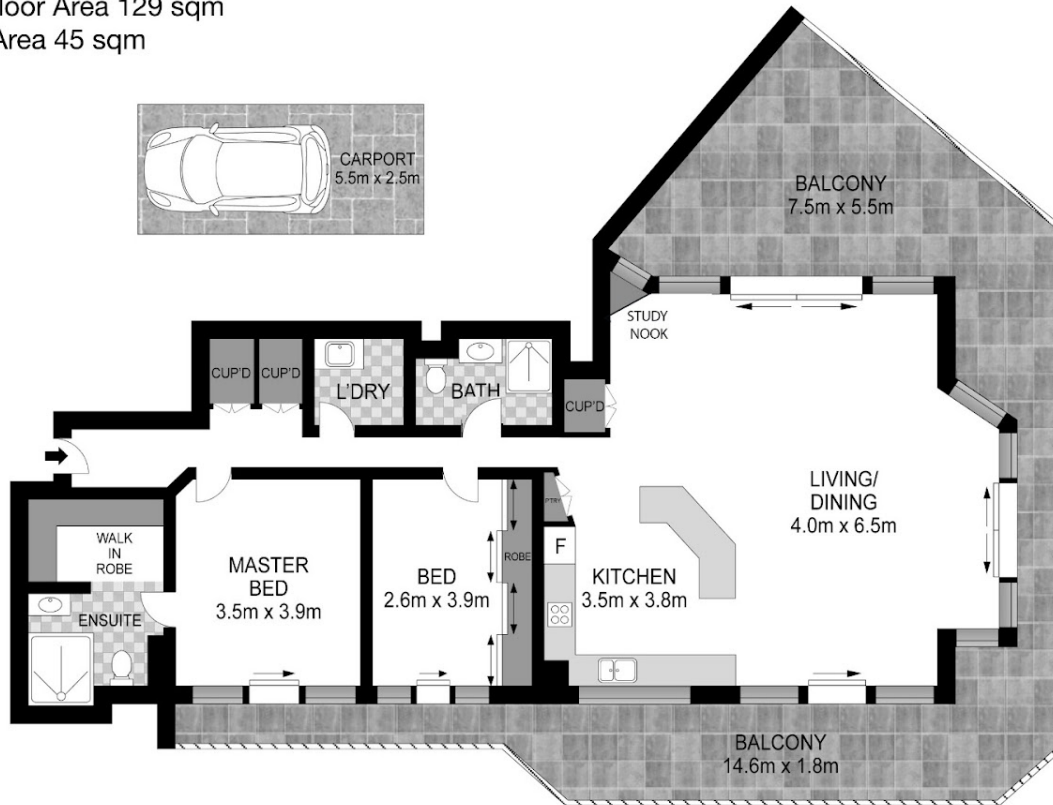 loor Area 129 sqm
Area 45 sqm
CARPORT
5.5m x 2.5m
BALCONY
7.5m x 5.5m
STUDY
NOOK
CUP'D
CUP'D
L'DRY
BATH
CUP'D
LIVING/
DINING
4.0m x 6.5m
WALK
IN
ROBE
ENSUITE
MASTER
BED
3.5m x 3.9m
BED
2.6m x 3.9m
ROBE
PTRY
F
KITCHEN
3.5m x 3.8m
BALCONY
14.6m x 1.8m